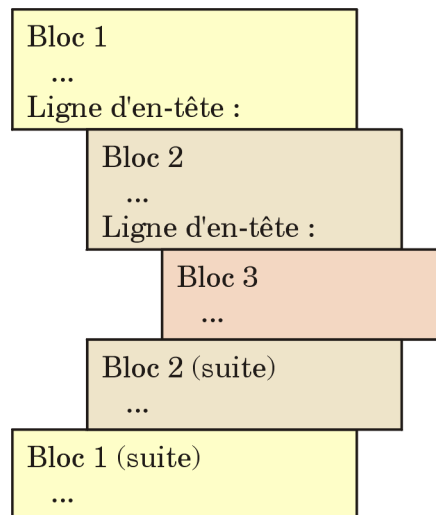 Bloc 1
...
Ligne d'en-tête :
Bloc 2
...
Ligne d'en-tête :
Bloc 3
...
Bloc 2 (suite)
...
Bloc 1 (suite)
...